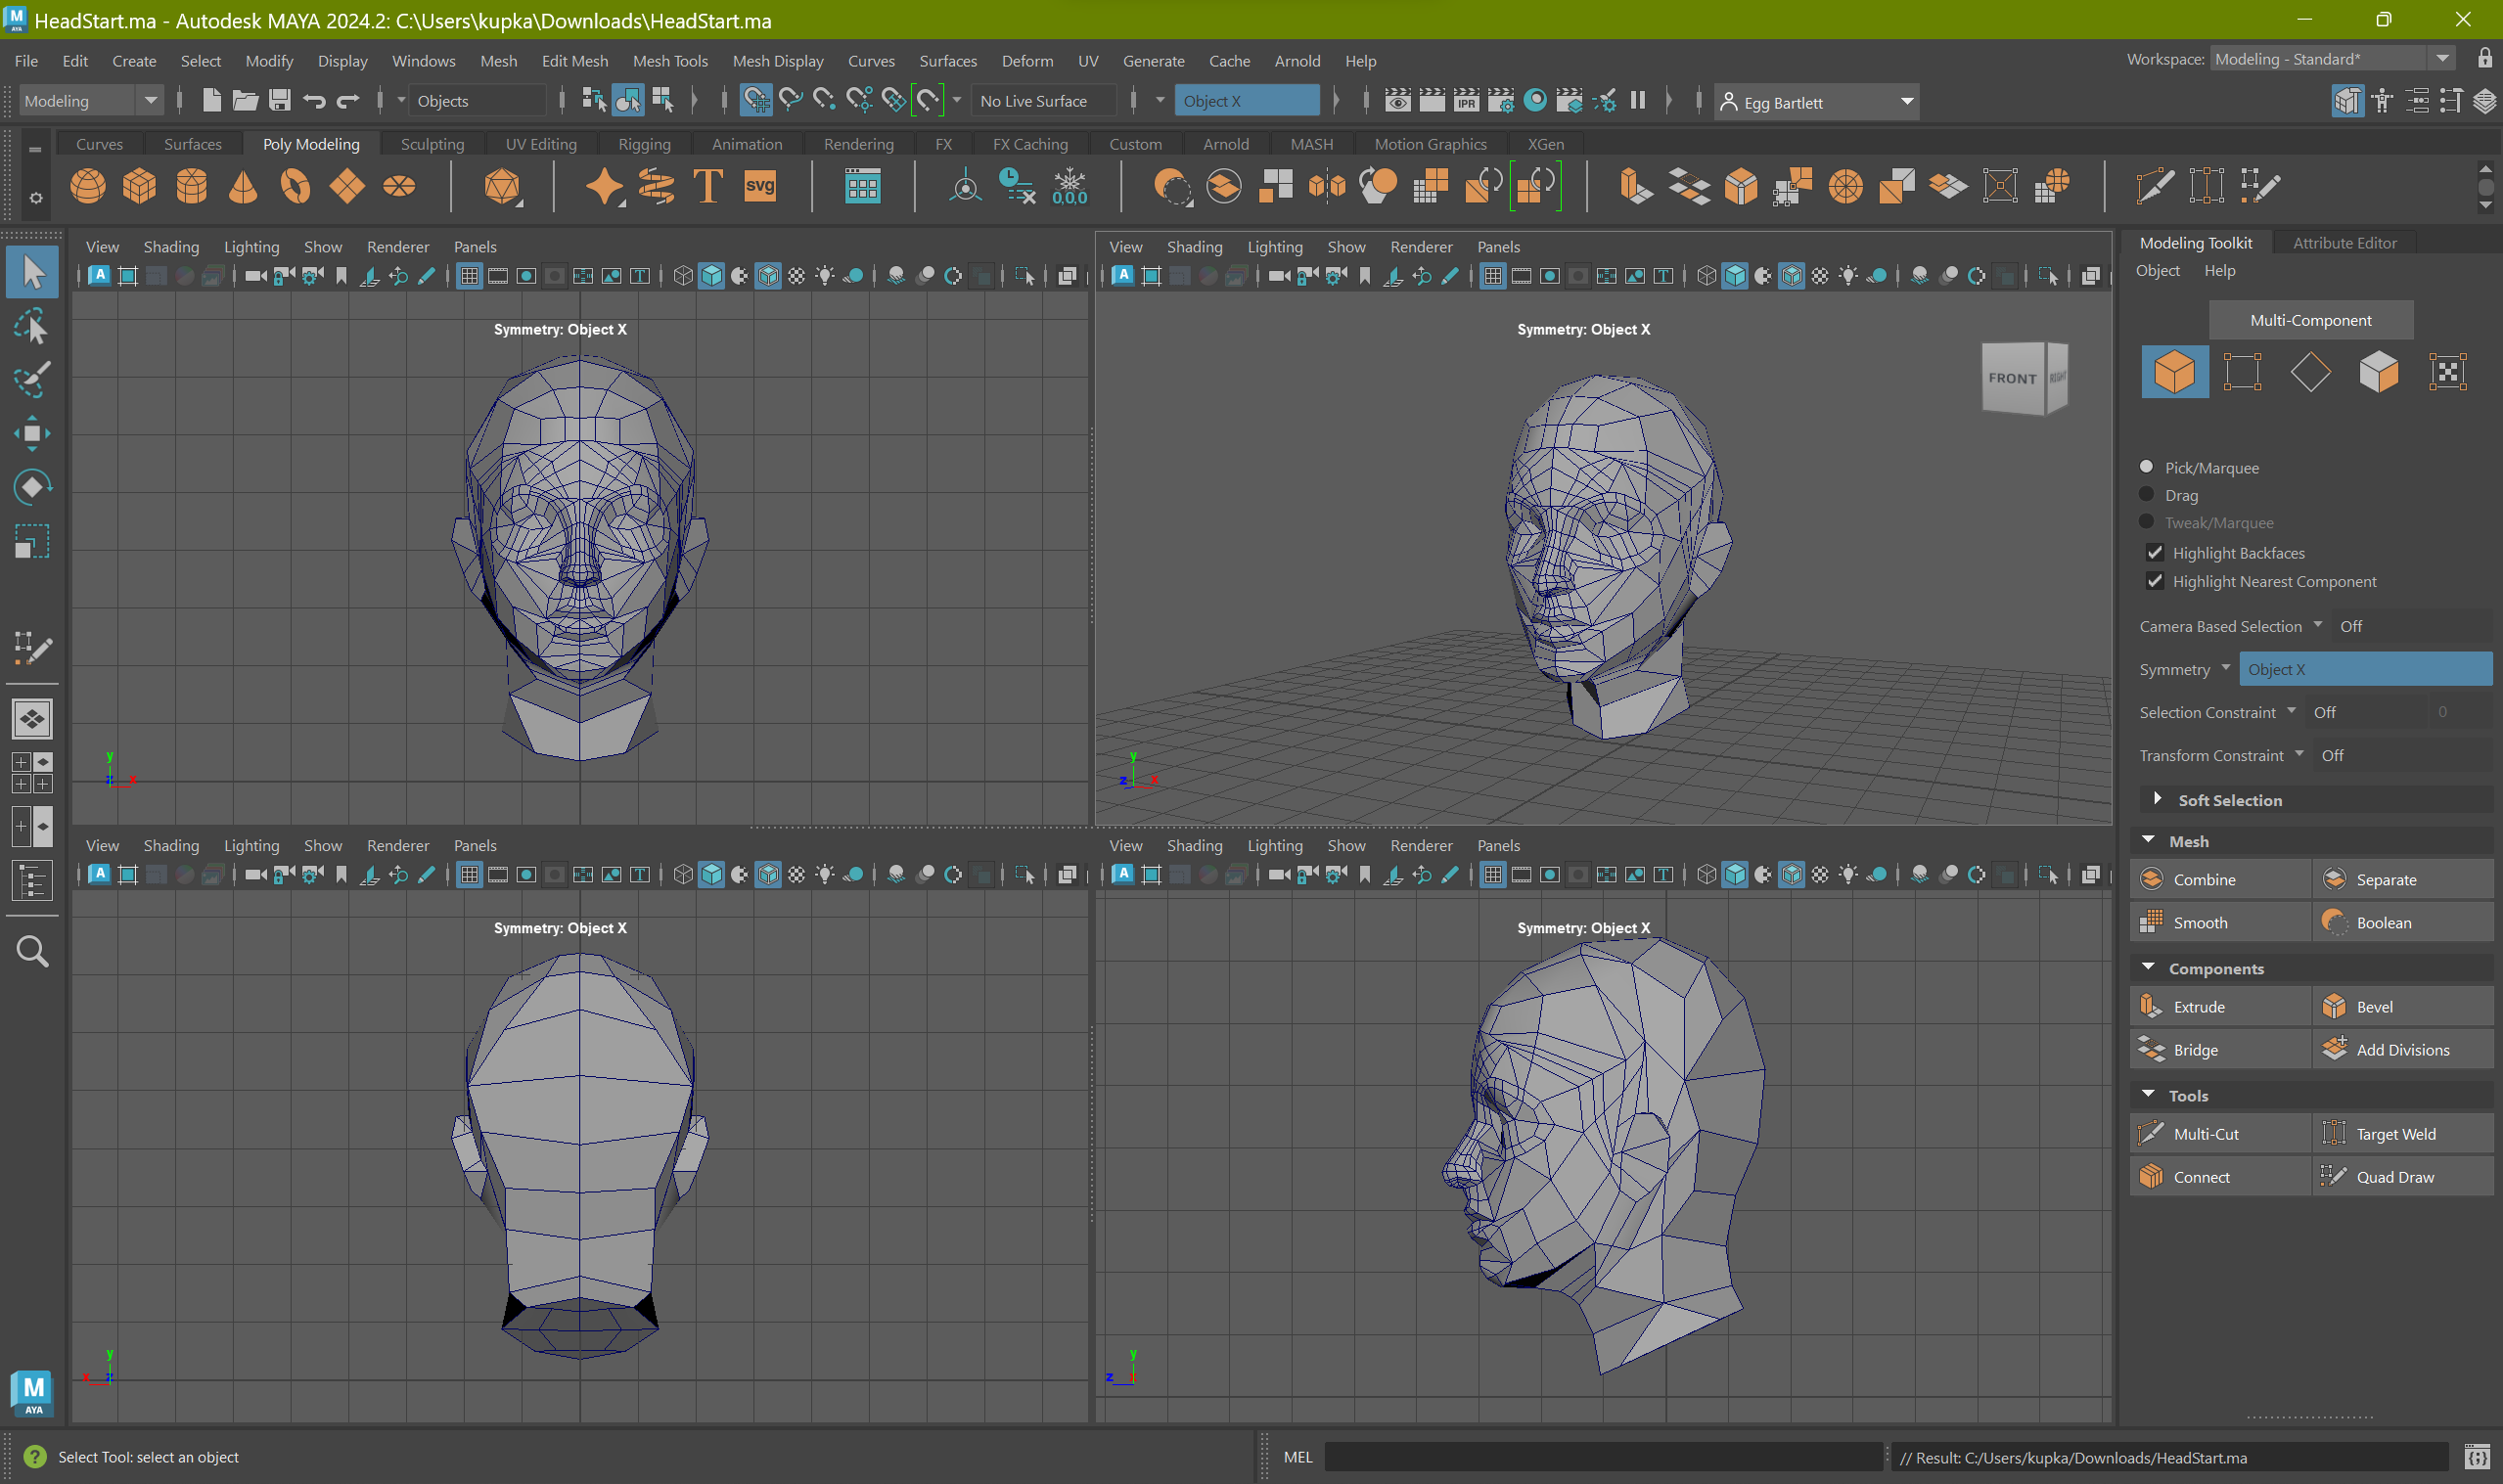 HeadStart.ma - Autodesk MAYA 2024.2: C:\Users\kupka\Downloads\HeadStart.ma
File Edit Create Select Modify Display Windows Mesh Edit Mesh Mesh Tools Mesh Display Curves Surfaces Deform UV Generate Cache Arnold Help
Workspace: Modeling - Standard*
Modeling Objects No Live Surface Object X IPR Egg Bartlett
Curves Surfaces Poly Modeling Sculpting UV Editing Rigging Animation Rendering FX FX Caching Custom Arnold MASH Motion Graphics XGen
T svg 0,0,0
View Shading Lighting Show Renderer Panels
Symmetry: Object X
y
z x
View Shading Lighting Show Renderer Panels
Symmetry: Object X
FRONT RIGHT
y
z x
View Shading Lighting Show Renderer Panels
Symmetry: Object X
y
x z
View Shading Lighting Show Renderer Panels
Symmetry: Object X
y
z x
Modeling Toolkit Attribute Editor
Object Help
Multi-Component
Pick/Marquee
Drag
Tweak/Marquee
Highlight Backfaces
Highlight Nearest Component
Camera Based Selection Off
Symmetry Object X
Selection Constraint Off 0
Transform Constraint Off
Soft Selection
Mesh
Combine Separate
Smooth Boolean
Components
Extrude Bevel
Bridge Add Divisions
Tools
Multi-Cut Target Weld
Connect Quad Draw
M
AYA
? Select Tool: select an object
MEL
// Result: C:/Users/kupka/Downloads/HeadStart.ma